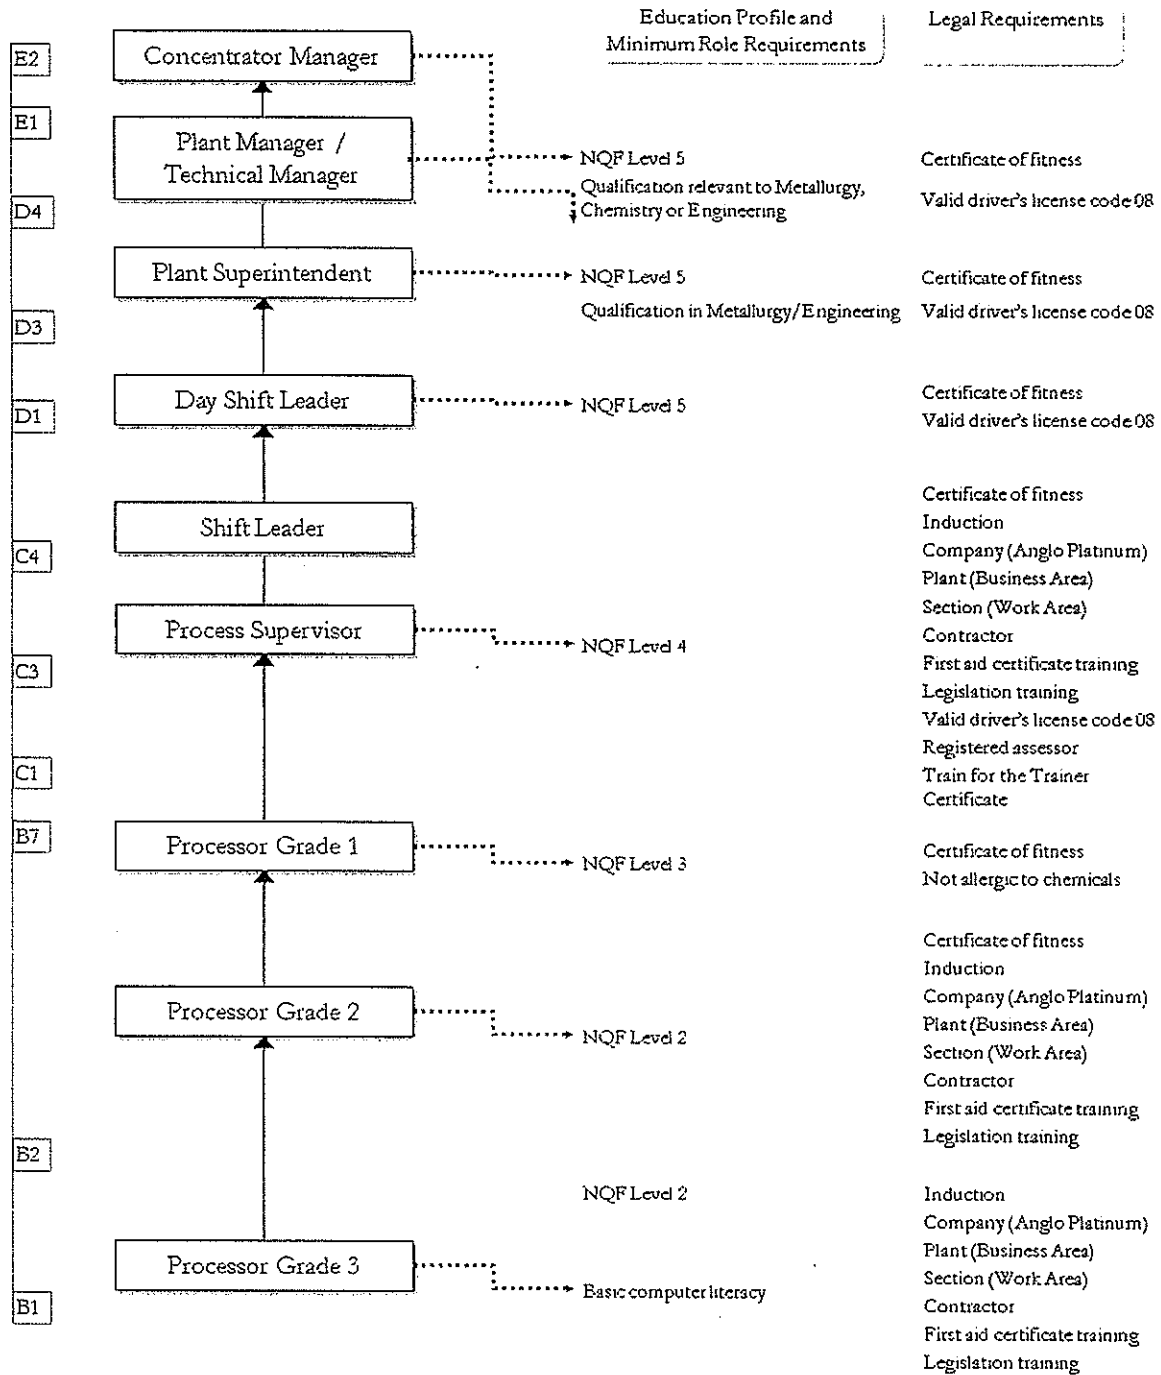 Education Profile and
Minimum Role Requirements
Legal Requirements
E2
Concentrator Manager
E1
Plant Manager /
Technical Manager
NQF Level 5
Certificate of fitness
Qualification relevant to Metallurgy,
Chemistry or Engineering
Valid driver's license code 08
D4
Plant Superintendent
NQF Level 5
Certificate of fitness
Qualification in Metallurgy/Engineering
Valid driver's license code 08
D3
Day Shift Leader
NQF Level 5
Certificate of fitness
Valid driver's license code 08
D1
Shift Leader
C4
Process Supervisor
NQF Level 4
C3
C1
Certificate of fitness
Induction
Company (Anglo Platinum)
Plant (Business Area)
Section (Work Area)
Contractor
First aid certificate training
Legislation training
Valid driver's license code 08
Registered assessor
Train for the Trainer
Certificate
B7
Processor Grade 1
NQF Level 3
Certificate of fitness
Not allergic to chemicals
Processor Grade 2
NQF Level 2
Certificate of fitness
Induction
Company (Anglo Platinum)
Plant (Business Area)
Section (Work Area)
Contractor
First aid certificate training
Legislation training
B2
NQF Level 2
Processor Grade 3
Basic computer literacy
B1
Induction
Company (Anglo Platinum)
Plant (Business Area)
Section (Work Area)
Contractor
First aid certificate training
Legislation training